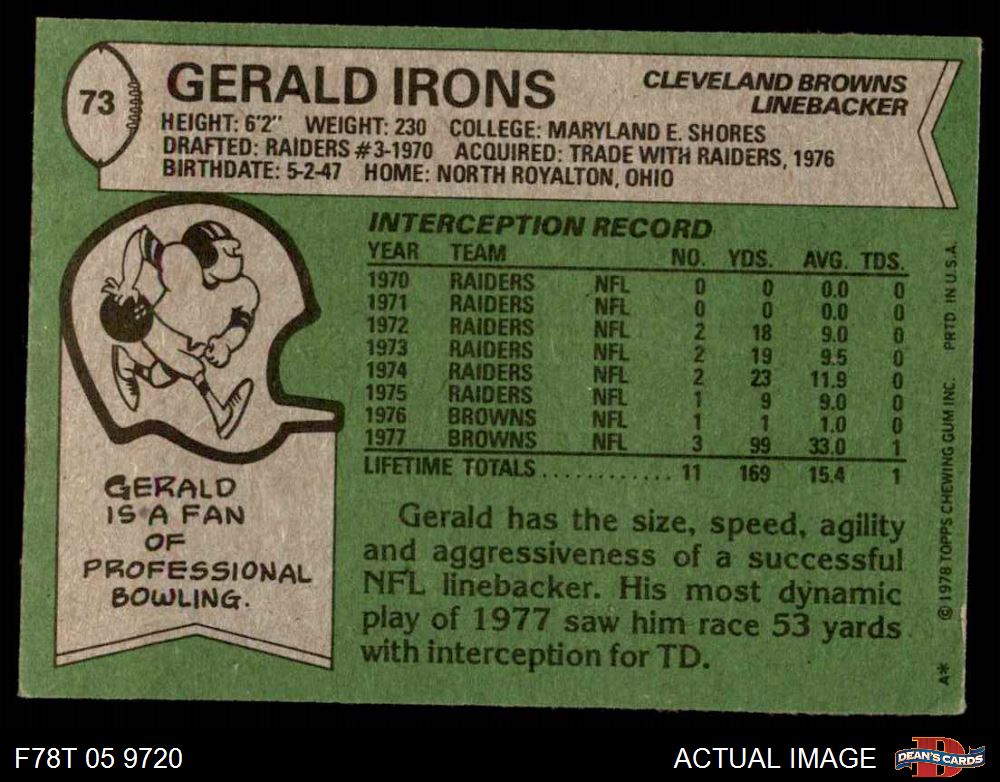 73
GERALD IRONS
CLEVELAND BROWNS
LINEBACKER
HEIGHT: 6'2" WEIGHT: 230 COLLEGE: MARYLAND E. SHORES
DRAFTED: RAIDERS #3-1970 ACQUIRED: TRADE WITH RAIDERS, 1976
BIRTHDATE: 5-2-47 HOME: NORTH ROYALTON, OHIO
INTERCEPTION RECORD
YEAR TEAM NO. YDS. AVG. TDS.
1970 RAIDERS NFL 0 0 0.0 0
1971 RAIDERS NFL 0 0 0.0 0
1972 RAIDERS NFL 2 18 9.0 0
1973 RAIDERS NFL 2 19 9.5 0
1974 RAIDERS NFL 2 23 11.9 0
1975 RAIDERS NFL 1 9 9.0 0
1976 BROWNS NFL 1 1 1.0 0
1977 BROWNS NFL 3 99 33.0 1
LIFETIME TOTALS............ 11 169 15.4 1
GERALD
IS A FAN
OF
PROFESSIONAL
BOWLING.
Gerald has the size, speed, agility
and aggressiveness of a successful
NFL linebacker. His most dynamic
play of 1977 saw him race 53 yards
with interception for TD.
A* © 1978 TOPPS CHEWING GUM INC. PRTD IN U.S.A.
F78T 05 9720
ACTUAL IMAGE
D
DEAN'S CARDS